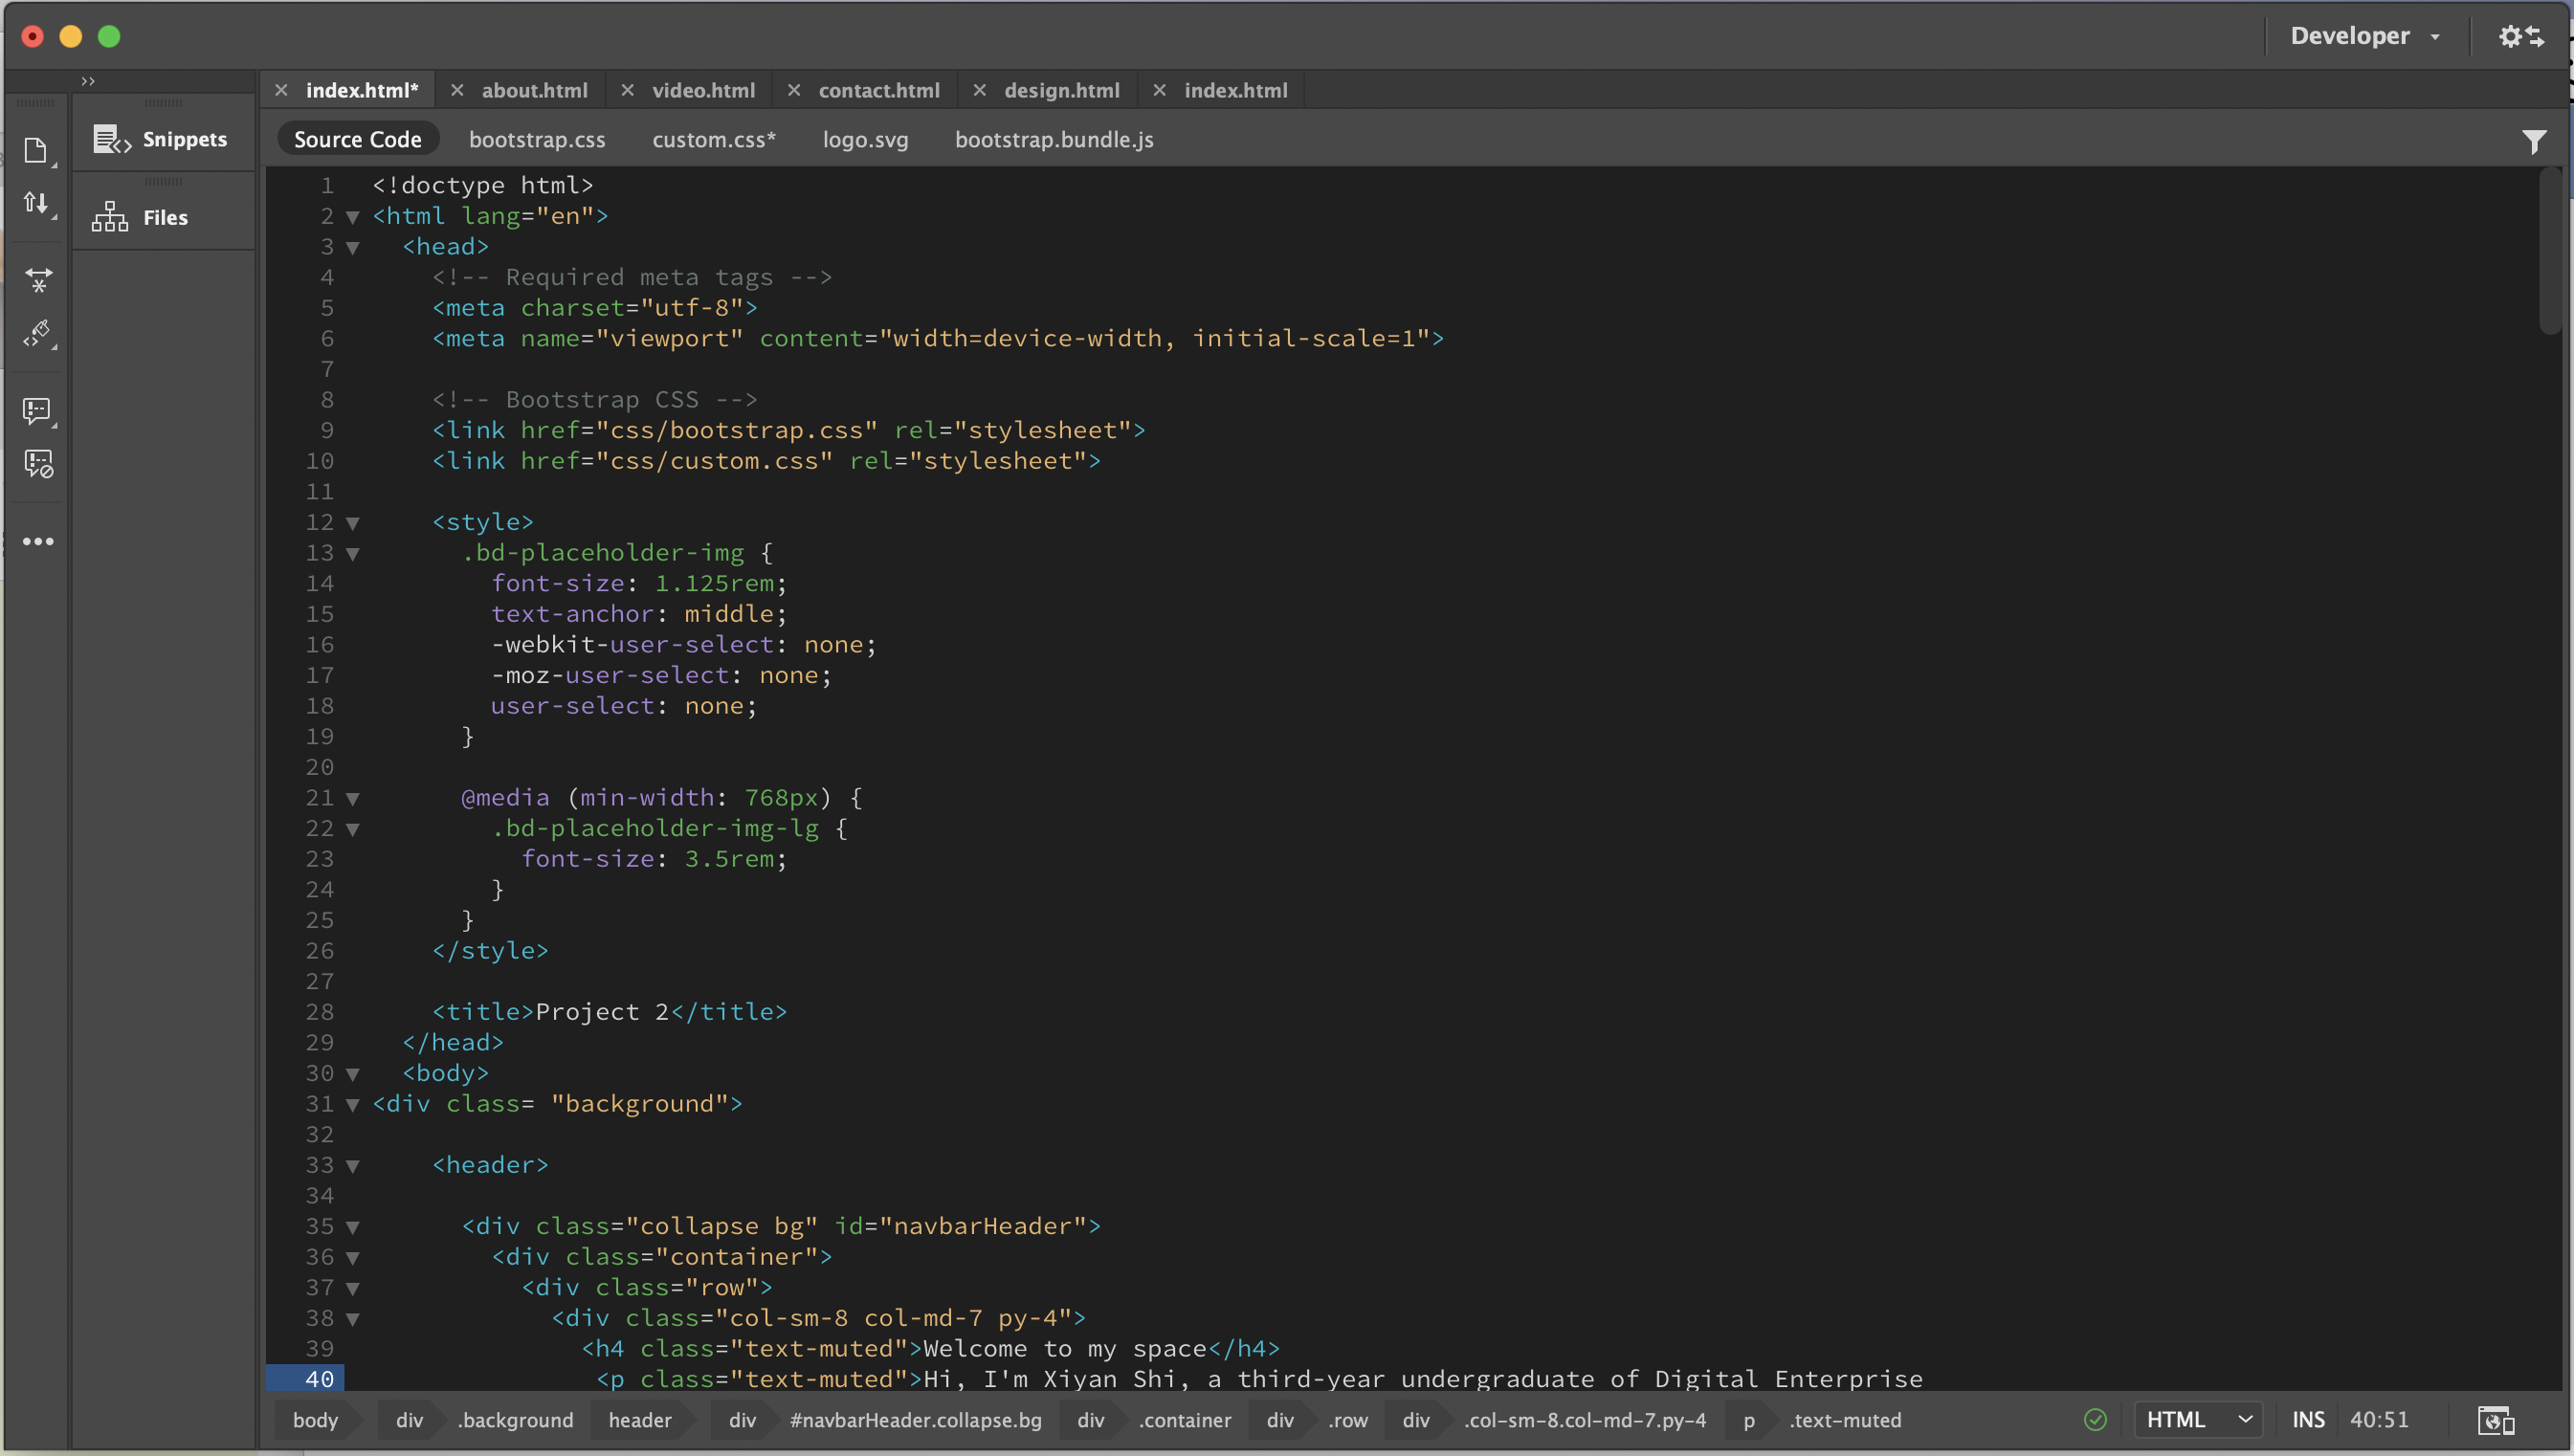 Developer
index.html* about.html video.html contact.html design.html index.html
Snippets
Files
Source Code bootstrap.css custom.css* logo.svg bootstrap.bundle.js
1 <!doctype html>
2 <html lang="en">
3 <head>
4 <!-- Required meta tags -->
5 <meta charset="utf-8">
6 <meta name="viewport" content="width=device-width, initial-scale=1">
7
8 <!-- Bootstrap CSS -->
9 <link href="css/bootstrap.css" rel="stylesheet">
10 <link href="css/custom.css" rel="stylesheet">
11
12 <style>
13 .bd-placeholder-img {
14 font-size: 1.125rem;
15 text-anchor: middle;
16 -webkit-user-select: none;
17 -moz-user-select: none;
18 user-select: none;
19 }
20
21 @media (min-width: 768px) {
22 .bd-placeholder-img-lg {
23 font-size: 3.5rem;
24 }
25 }
26 </style>
27
28 <title>Project 2</title>
29 </head>
30 <body>
31 <div class= "background">
32
33 <header>
34
35 <div class="collapse bg" id="navbarHeader">
36 <div class="container">
37 <div class="row">
38 <div class="col-sm-8 col-md-7 py-4">
39 <h4 class="text-muted">Welcome to my space</h4>
40 <p class="text-muted">Hi, I'm Xiyan Shi, a third-year undergraduate of Digital Enterprise
body div .background header div #navbarHeader.collapse.bg div .container div .row div .col-sm-8.col-md-7.py-4 p .text-muted HTML INS 40:51